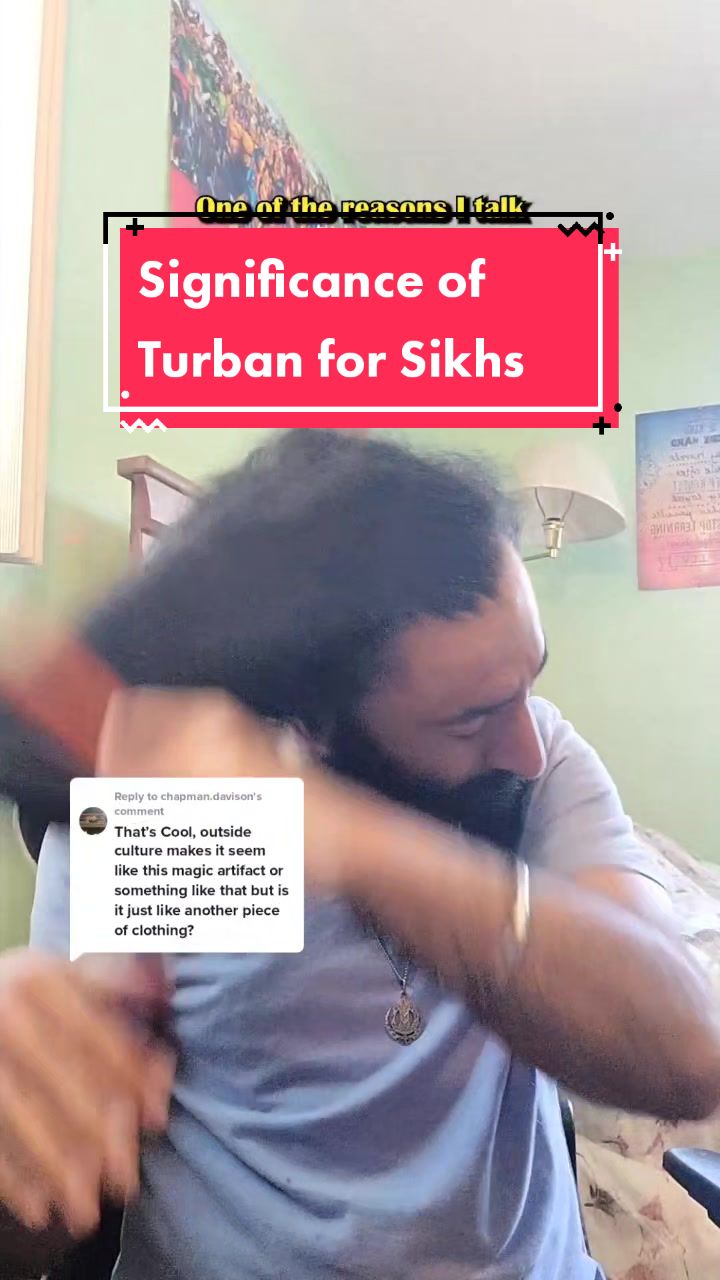 One of the reasons I talk
Significance of
Turban for Sikhs
Reply to chapman.davison's
comment
That's Cool, outside
culture makes it seem
like this magic artifact or
something like that but is
it just like another piece
of clothing?